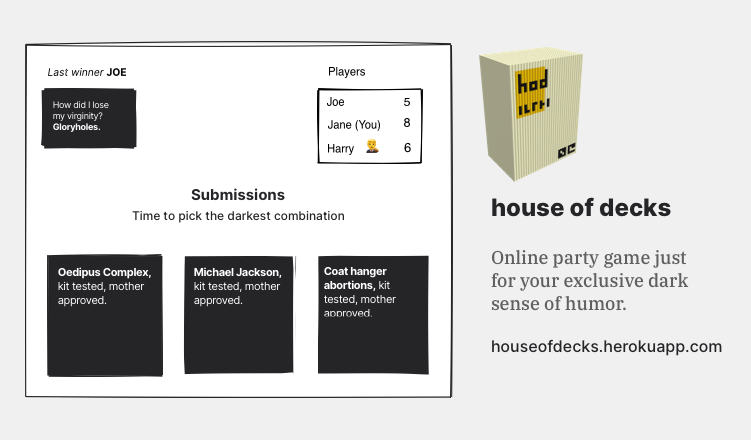 Last winner JOE
Players
How did I lose
my virginity?
Gloryholes.
Joe 5
Jane (You) 8
Harry 6
Submissions
Time to pick the darkest combination
Oedipus Complex,
kit tested, mother
approved.
Michael Jackson,
kit tested, mother
approved.
Coat hanger
abortions, kit
tested, mother
approved.
hod
house of decks
Online party game just
for your exclusive dark
sense of humor.
houseofdecks.herokuapp.com